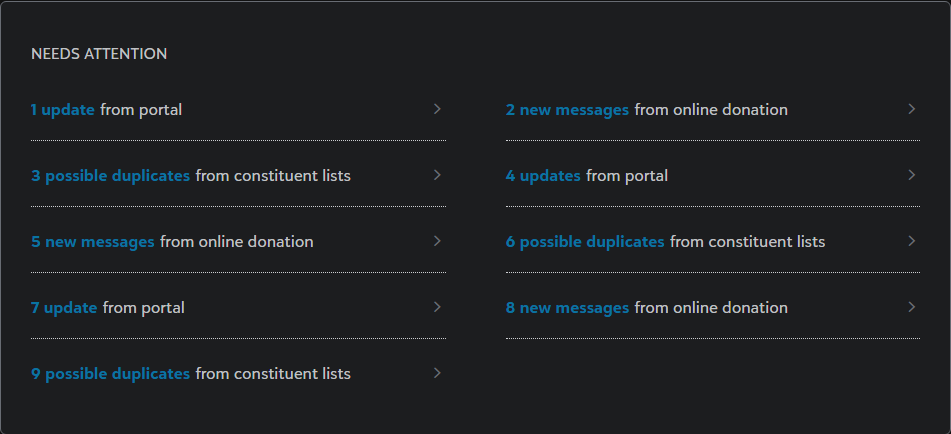 NEEDS ATTENTION
1 update from portal
2 new messages from online donation
3 possible duplicates from constituent lists
4 updates from portal
5 new messages from online donation
6 possible duplicates from constituent lists
7 update from portal
8 new messages from online donation
9 possible duplicates from constituent lists